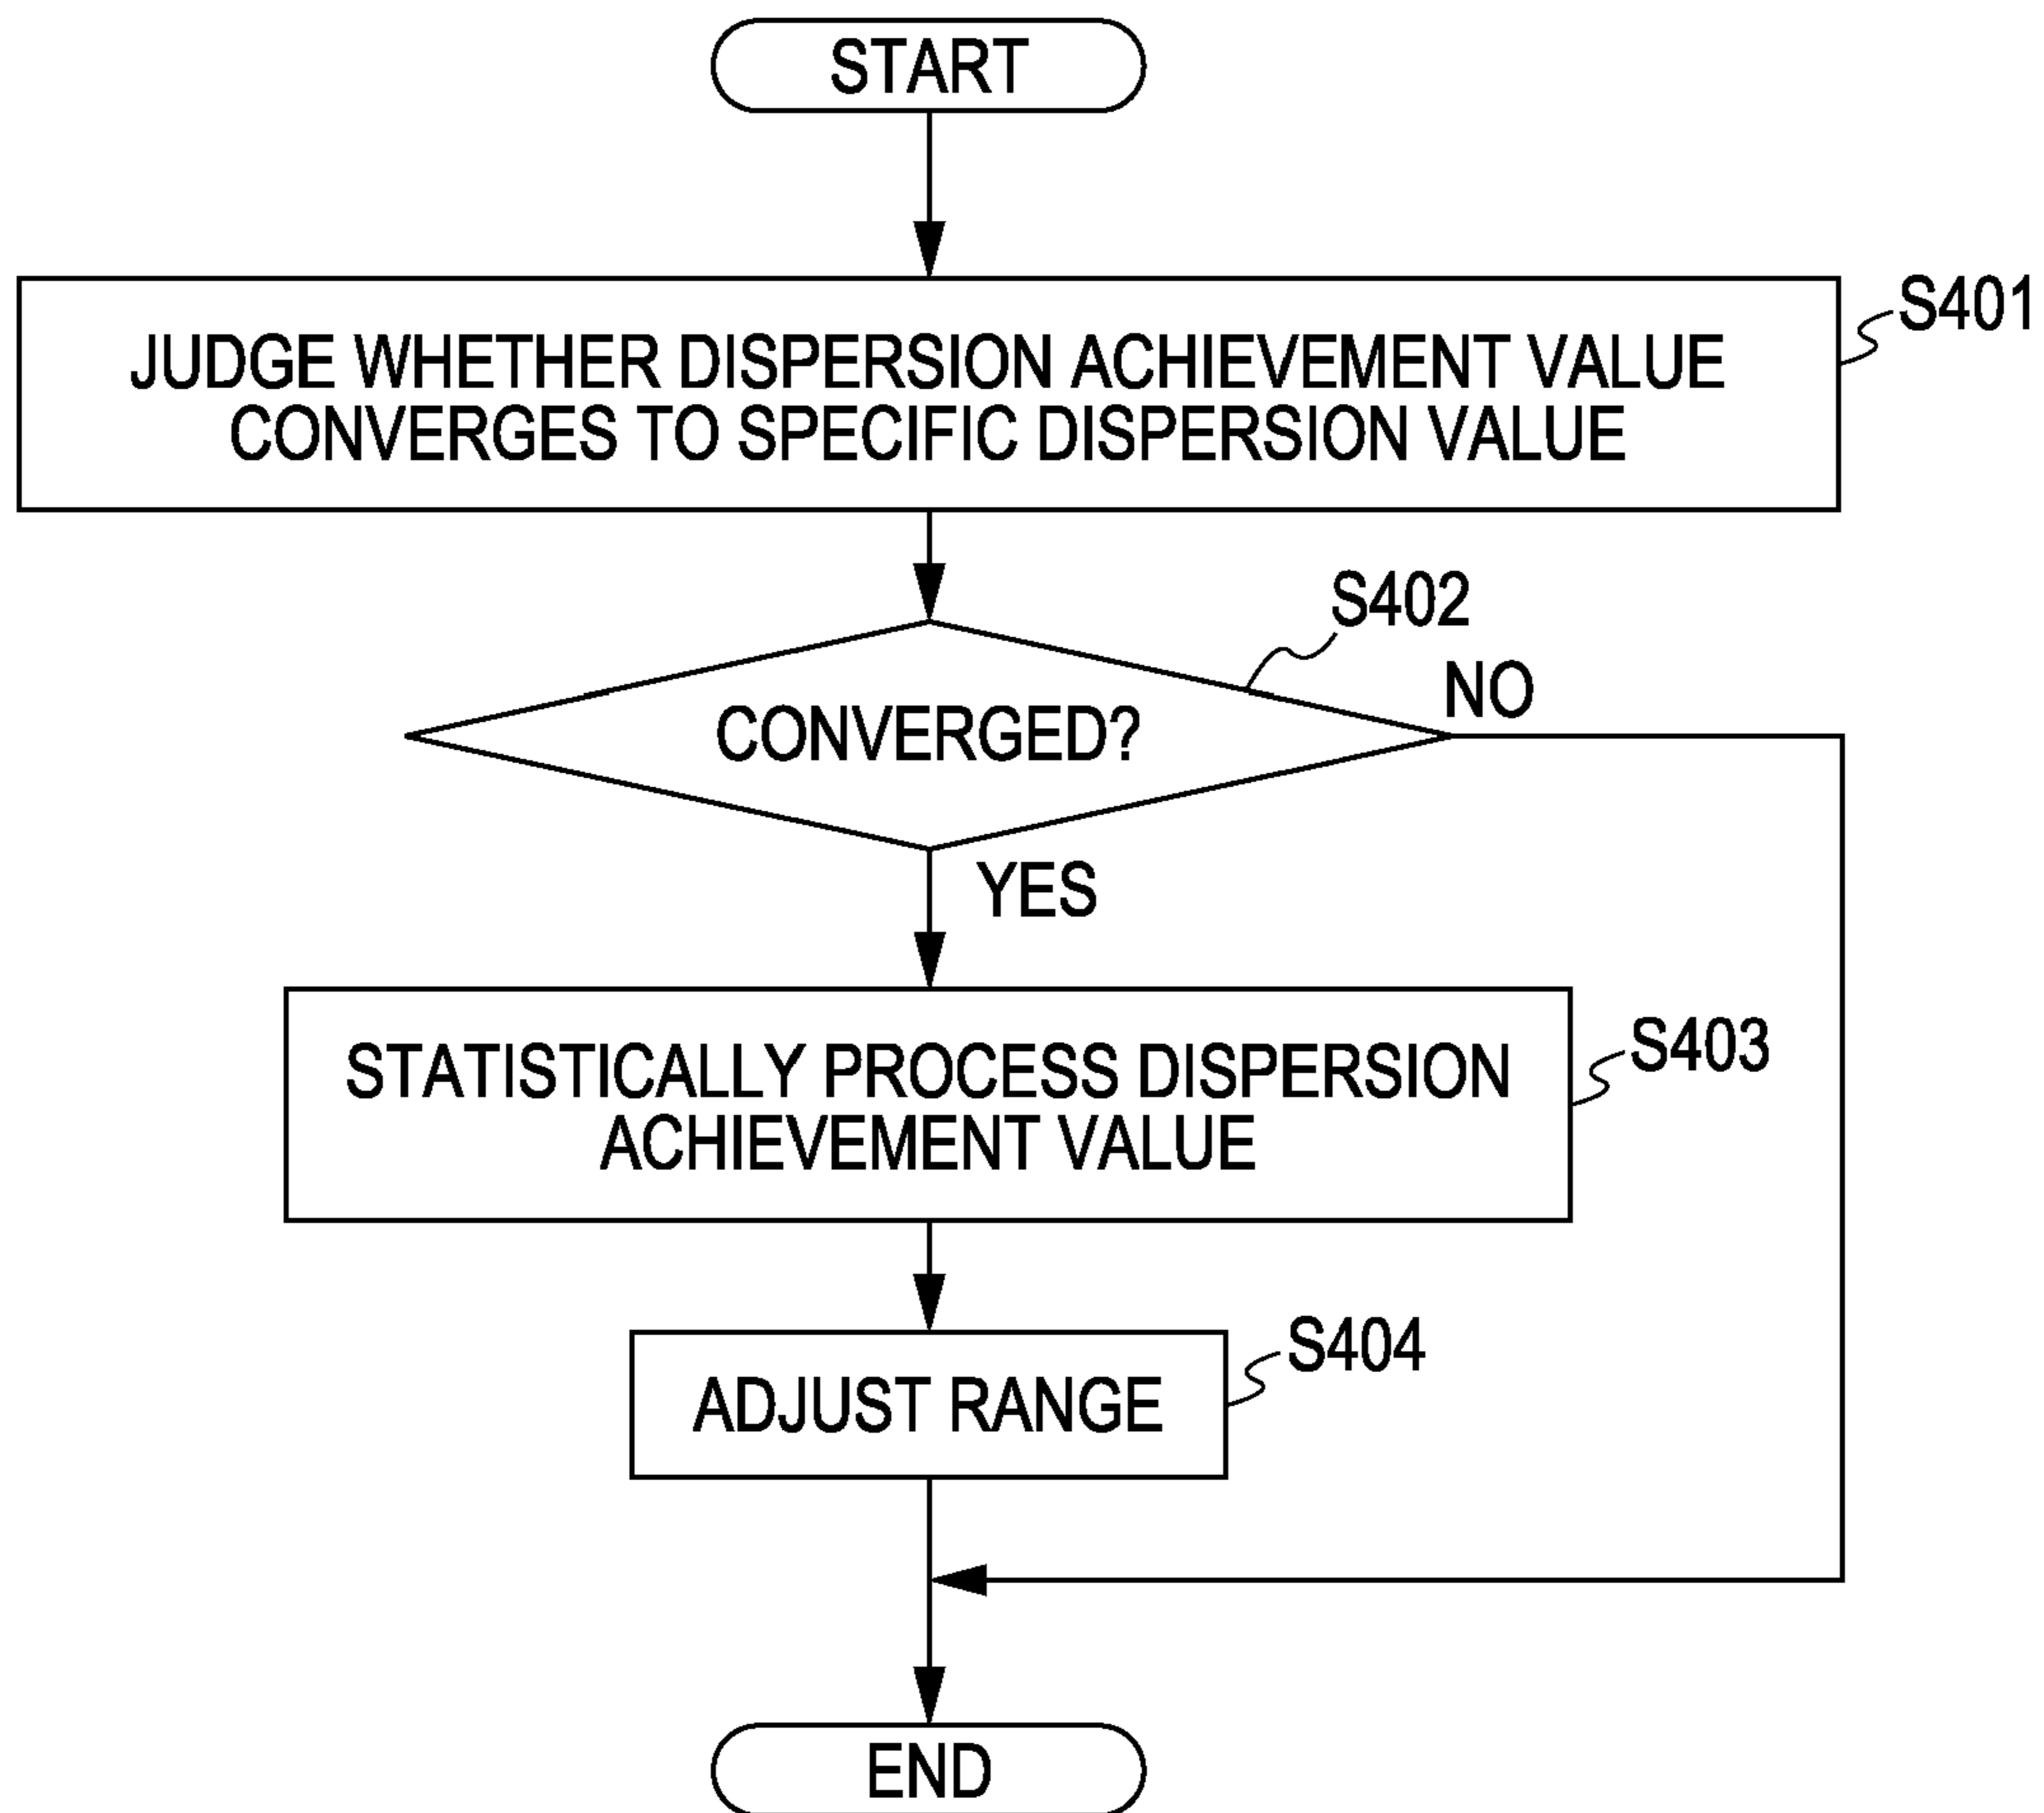 START
S401
JUDGE WHETHER DISPERSION ACHIEVEMENT VALUE
CONVERGES TO SPECIFIC DISPERSION VALUE
S402
NO
CONVERGED?
YES
S403
STATISTICALLY PROCESS DISPERSION
ACHIEVEMENT VALUE
S404
ADJUST RANGE
END